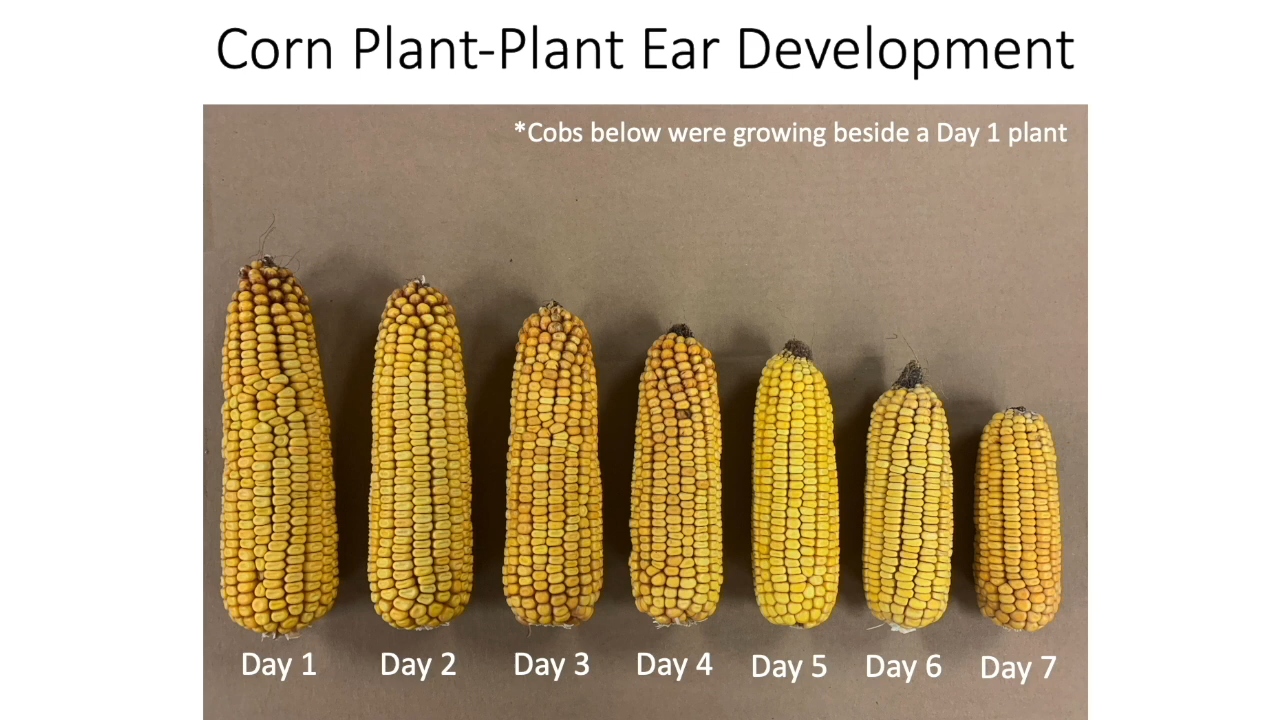 Corn Plant-Plant Ear Development
*Cobs below were growing beside a Day 1 plant
Day 1 Day 2 Day 3 Day 4 Day 5 Day 6 Day 7